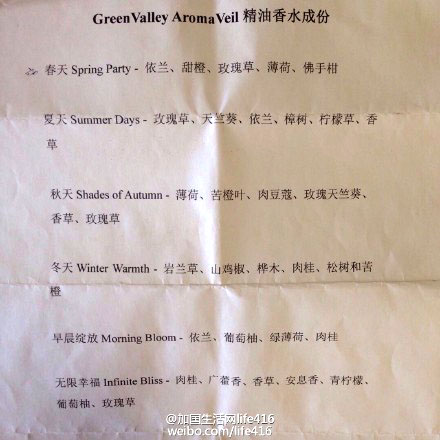 GreenValley AromaVeil 精油香水成份
春天 Spring Party - 依兰、甜橙、玫瑰草、薄荷、佛手柑
夏天 Summer Days - 玫瑰草、天竺葵、依兰、樟树、柠檬草、香
草
秋天 Shades of Autumn - 薄荷、苦橙叶、肉豆蔻、玫瑰天竺葵、
香草、玫瑰草
冬天 Winter Warmth - 岩兰草、山鸡椒、桦木、肉桂、松树和苦
橙
早晨绽放 Morning Bloom - 依兰、葡萄柚、绿薄荷、肉桂
无限幸福 Infinite Bliss - 肉桂、广藿香、香草、安息香、青柠檬、
葡萄柚、玫瑰草
@加国生活网life416
weibo.com/life416